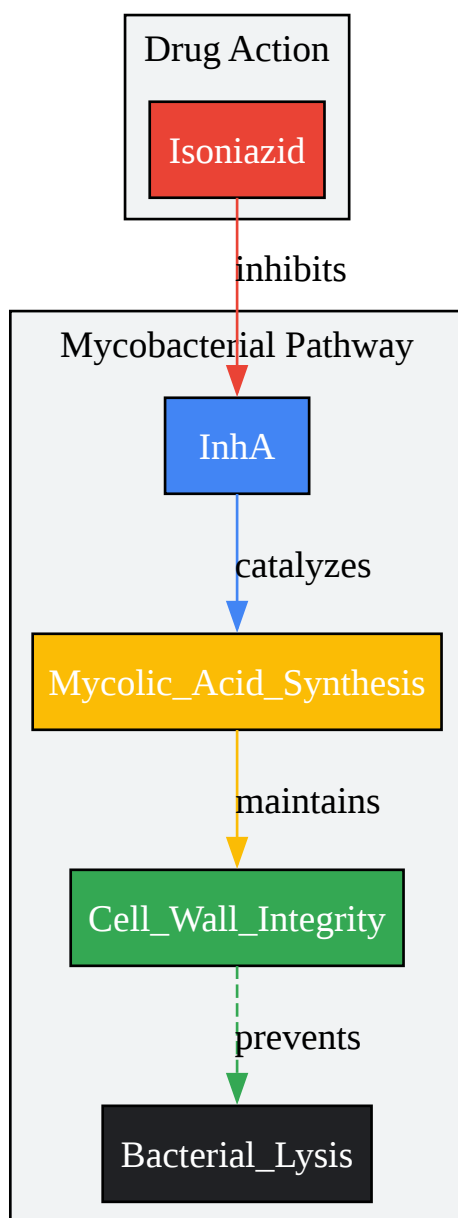 Drug Action
Isoniazid
inhibits
Mycobacterial Pathway
InhA
catalyzes
Mycolic_Acid_Synthesis
maintains
Cell_Wall_Integrity
prevents
Bacterial_Lysis